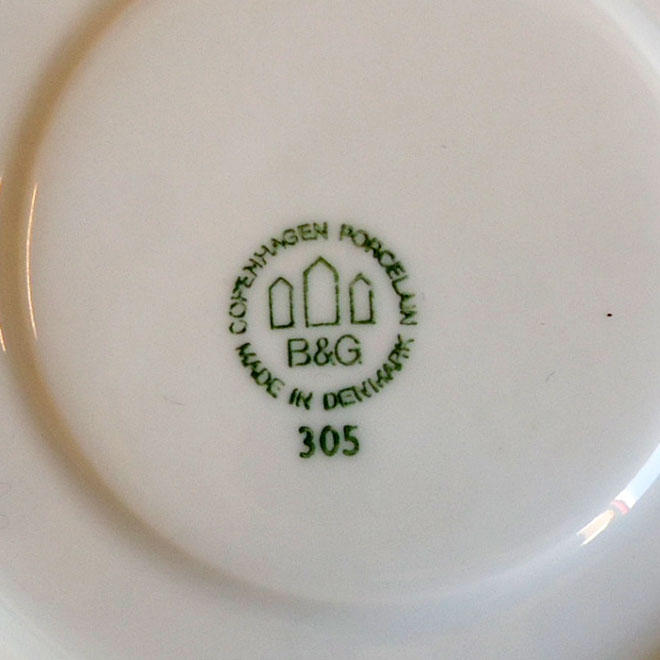 COPENHAGEN PORCELAIN
B&G
MADE IN DENMARK
305